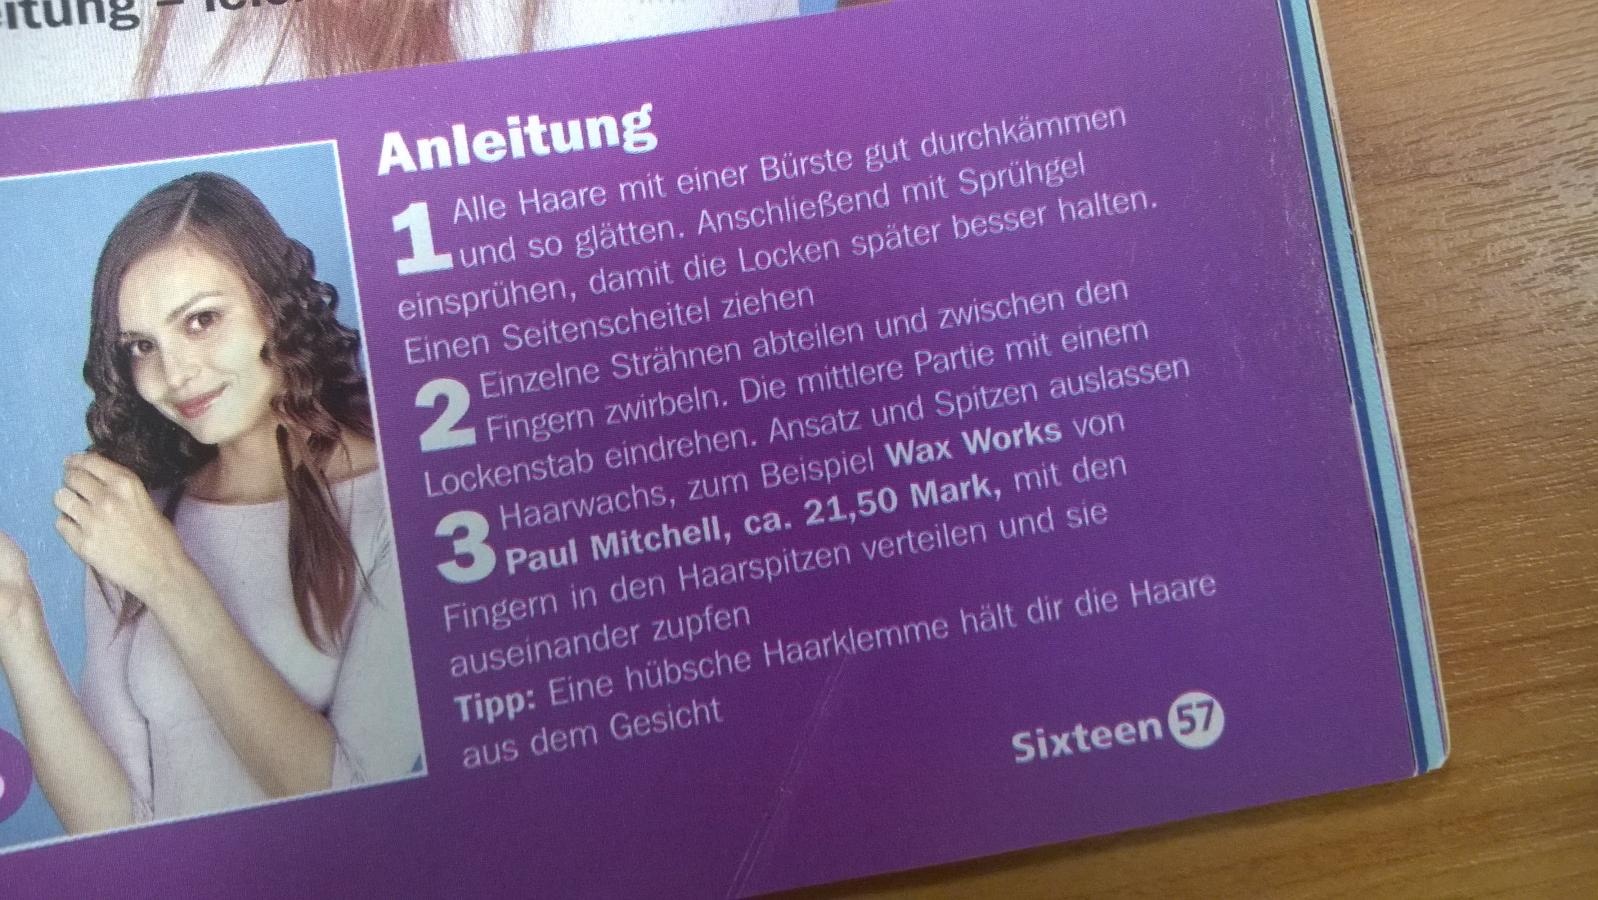 Anleitung
1 Alle Haare mit einer Bürste gut durchkämmen
und so glätten. Anschließend mit Sprühgel
einsprühen, damit die Locken später besser halten.
Einen Seitenscheitel ziehen
2 Einzelne Strähnen abteilen und zwischen den
Fingern zwirbeln. Die mittlere Partie mit einem
Lockenstab eindrehen. Ansatz und Spitzen auslassen
3 Haarwachs, zum Beispiel Wax Works von
Paul Mitchell, ca. 21,50 Mark, mit den
Fingern in den Haarspitzen verteilen und sie
auseinander zupfen
Tipp: Eine hübsche Haarklemme hält dir die Haare
aus dem Gesicht
Sixteen 57